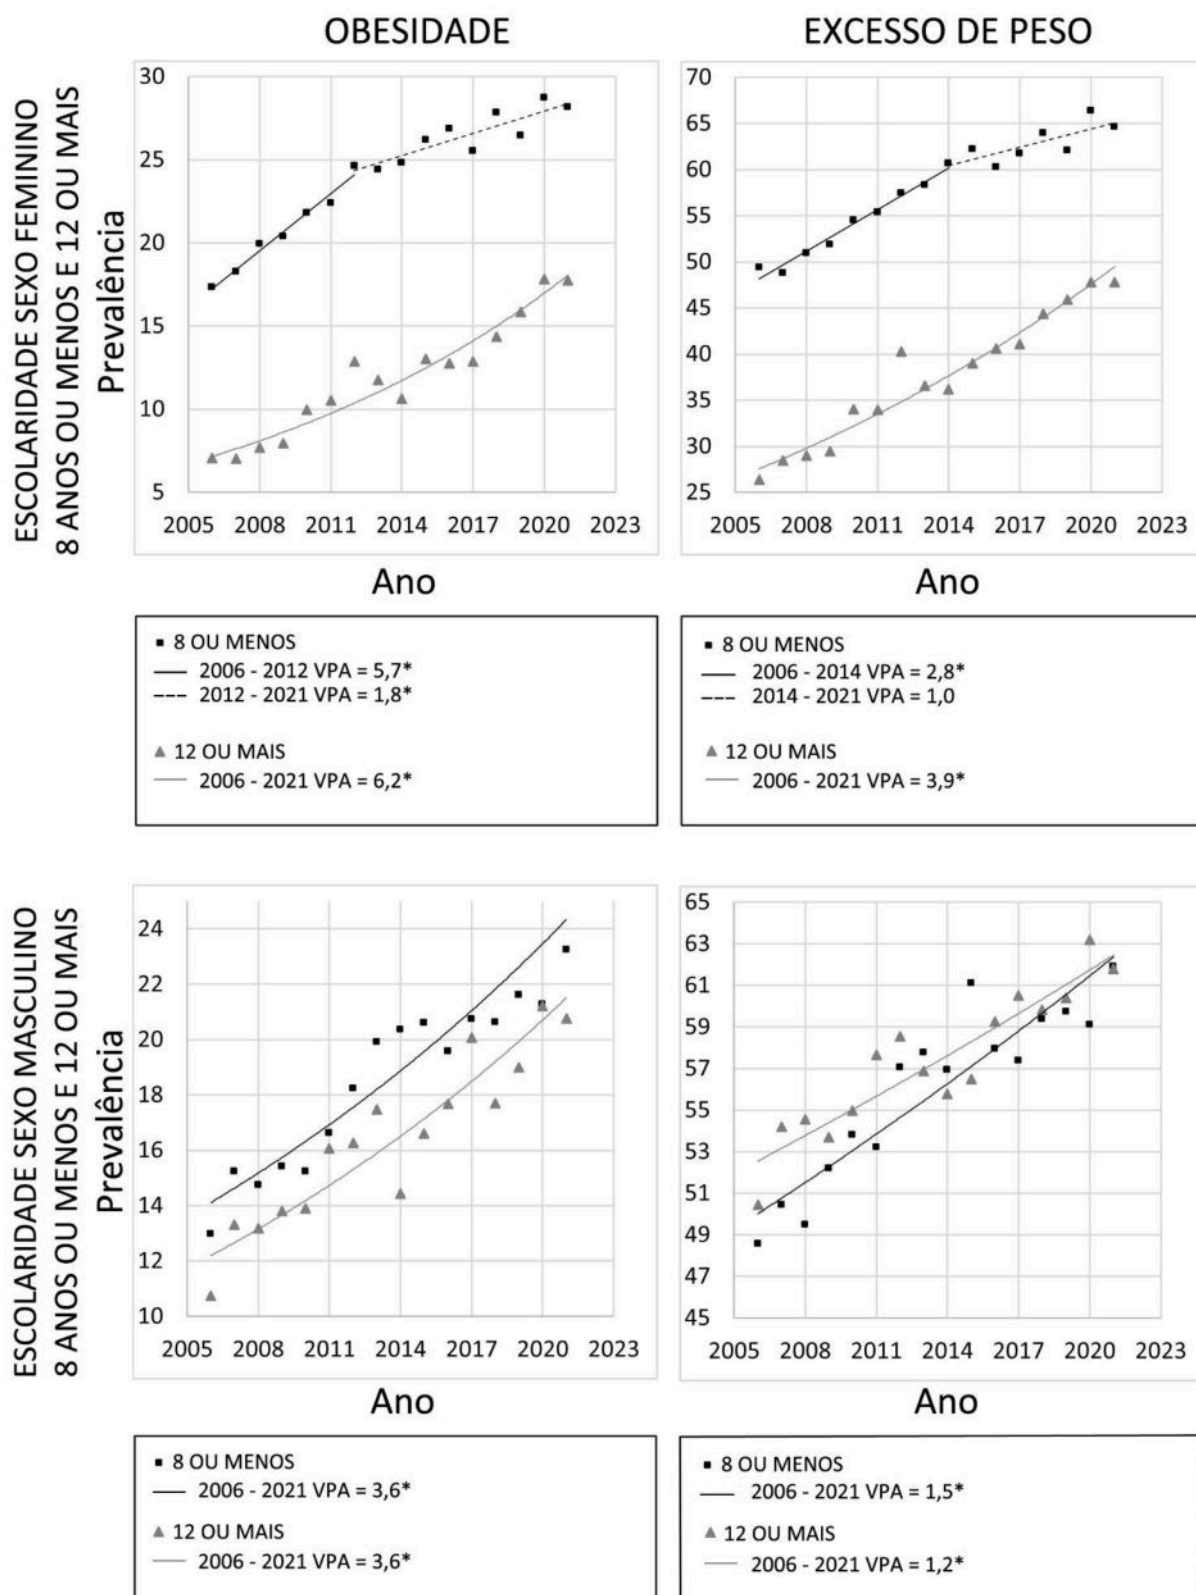 OBESIDADE
EXCESSO DE PESO
ESCOLARIDADE SEXO FEMININO
8 ANOS OU MENOS E 12 OU MAIS
Prevalência
30
25
20
15
10
5
2005 2008 2011 2014 2017 2020 2023
Ano
70
65
60
55
50
45
40
35
30
25
2005 2008 2011 2014 2017 2020 2023
Ano
8 OU MENOS
2006 - 2012 VPA = 5,7*
2012 - 2021 VPA = 1,8*
12 OU MAIS
2006 - 2021 VPA = 6,2*
8 OU MENOS
2006 - 2014 VPA = 2,8*
2014 - 2021 VPA = 1,0
12 OU MAIS
2006 - 2021 VPA = 3,9*
ESCOLARIDADE SEXO MASCULINO
8 ANOS OU MENOS E 12 OU MAIS
Prevalência
24
22
20
18
16
14
12
10
2005 2008 2011 2014 2017 2020 2023
Ano
65
63
61
59
57
55
53
51
49
47
45
2005 2008 2011 2014 2017 2020 2023
Ano
8 OU MENOS
2006 - 2021 VPA = 3,6*
12 OU MAIS
2006 - 2021 VPA = 3,6*
8 OU MENOS
2006 - 2021 VPA = 1,5*
12 OU MAIS
2006 - 2021 VPA = 1,2*